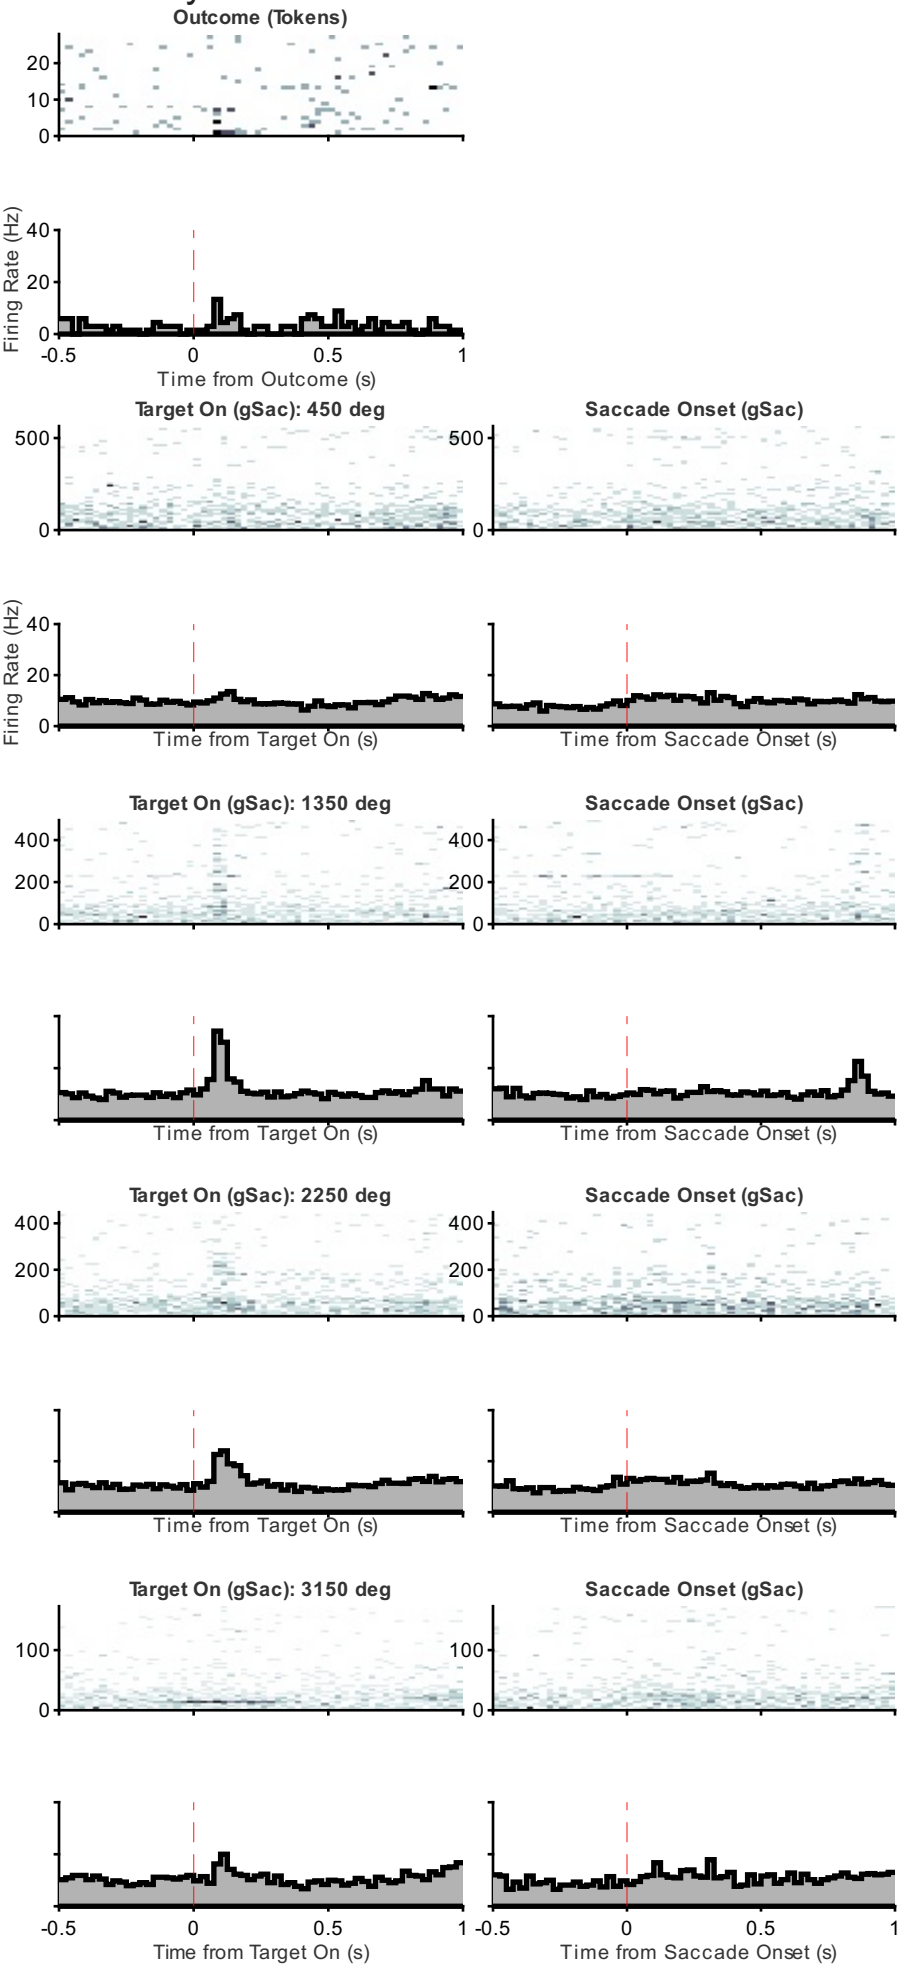 Outcome (Tokens)
20
10
0
Firing Rate (Hz)
40
20
0
-0.5 0 0.5 1
Time from Outcome (s)
Target On (gSac): 450 deg Saccade Onset (gSac)
500 500
0 0
Firing Rate (Hz)
40
20
0
Time from Target On (s) Time from Saccade Onset (s)
Target On (gSac): 1350 deg Saccade Onset (gSac)
400 400
200 200
0 0
Time from Target On (s) Time from Saccade Onset (s)
Target On (gSac): 2250 deg Saccade Onset (gSac)
400 400
200 200
0 0
Time from Target On (s) Time from Saccade Onset (s)
Target On (gSac): 3150 deg Saccade Onset (gSac)
100 100
0 0
-0.5 0 0.5 1 -0.5 0 0.5 1
Time from Target On (s) Time from Saccade Onset (s)